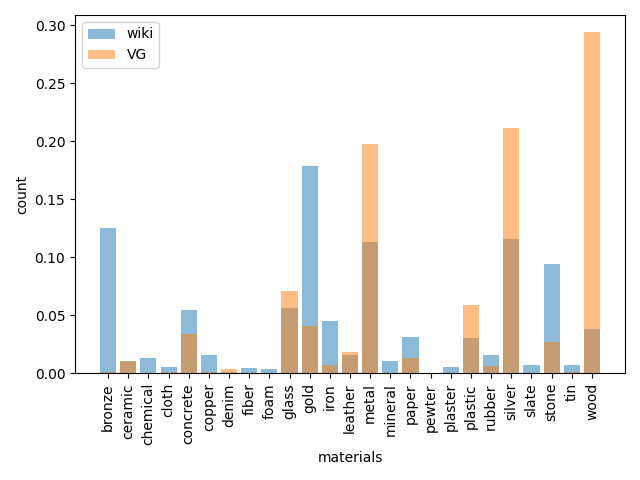 wiki
VG
0.30
0.25
0.20
0.15
0.10
0.05
0.00
count
bronze
ceramic
chemical
cloth
concrete
copper
denim
fiber
foam
glass
gold
iron
leather
metal
mineral
paper
pewter
plaster
plastic
rubber
silver
slate
stone
tin
wood
materials